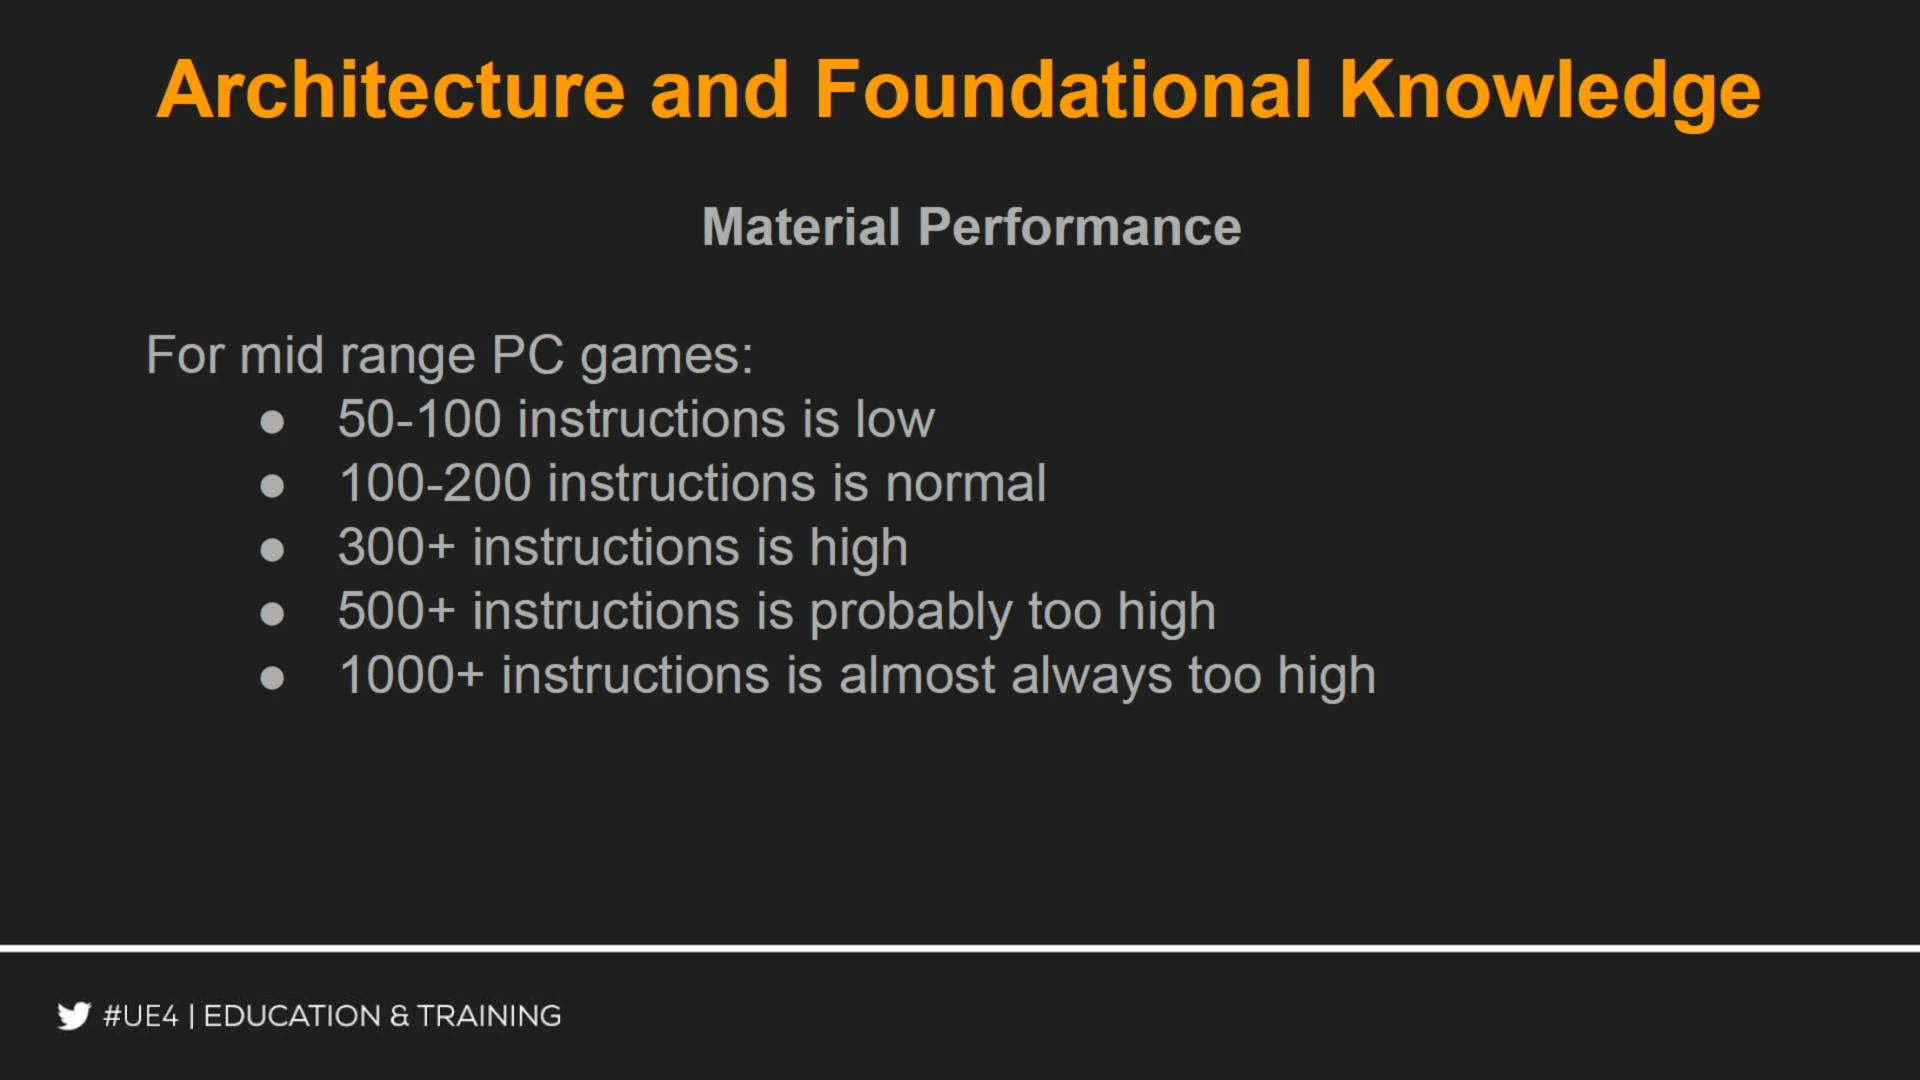 Architecture and Foundational Knowledge
Material Performance
For mid range PC games:
● 50-100 instructions is low
● 100-200 instructions is normal
● 300+ instructions is high
● 500+ instructions is probably too high
● 1000+ instructions is almost always too high
#UE4 | EDUCATION & TRAINING